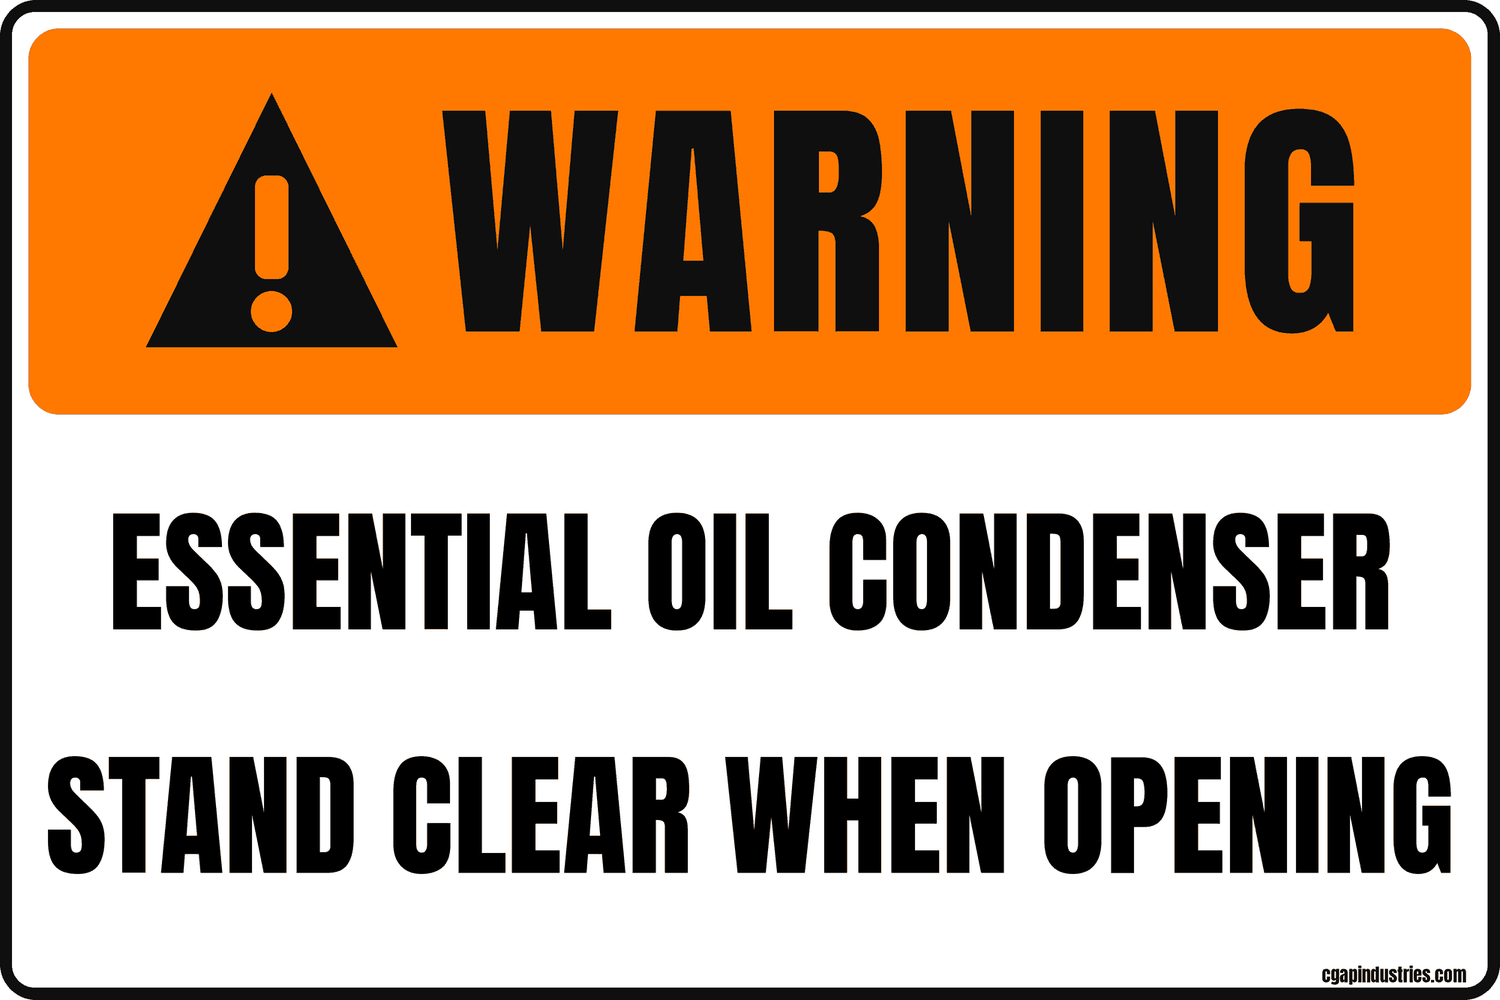 WARNING
ESSENTIAL OIL CONDENSER
STAND CLEAR WHEN OPENING
cgapindustries.com